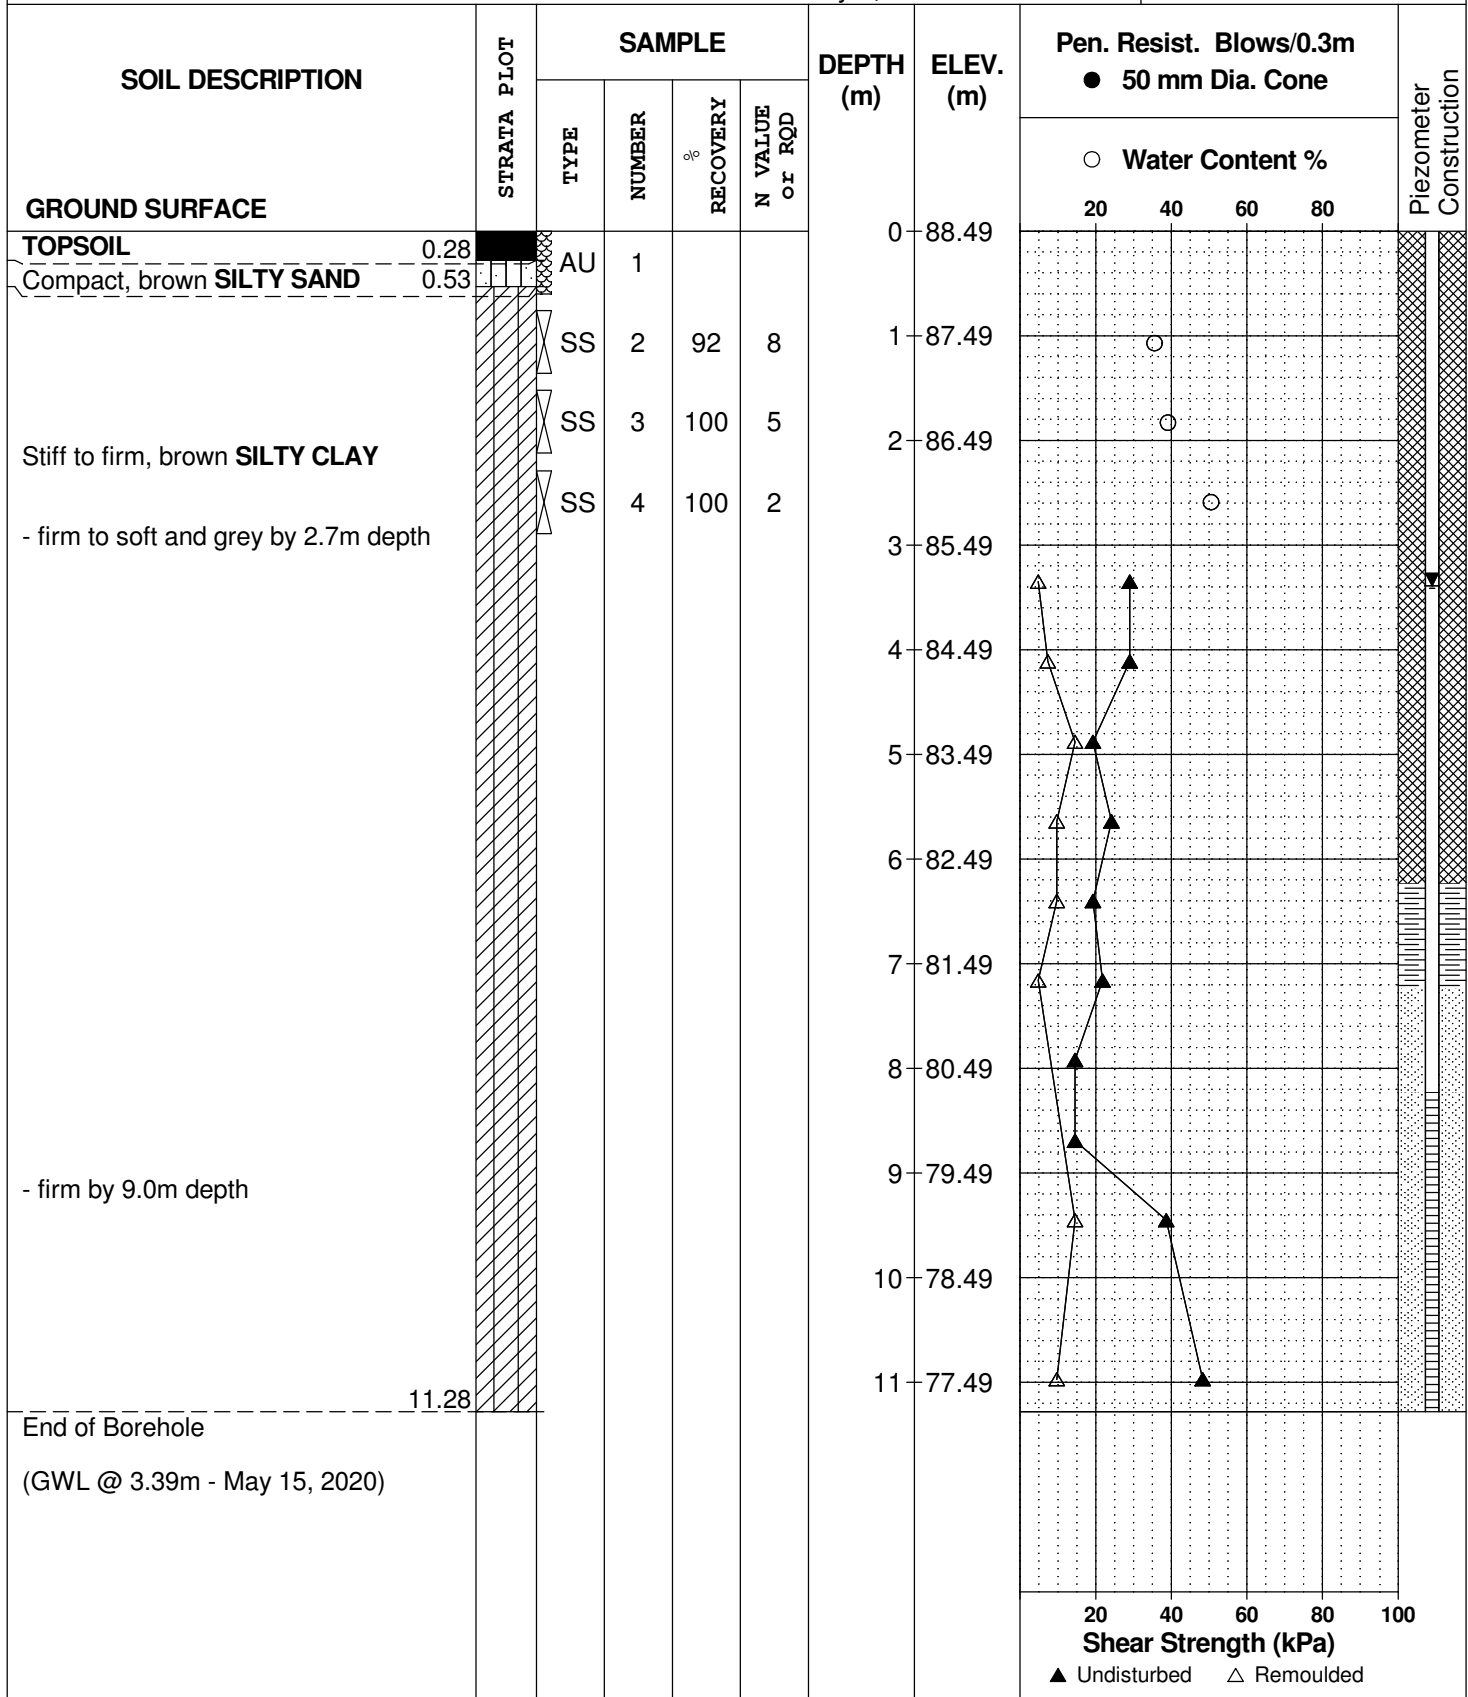 SOIL DESCRIPTION
GROUND SURFACE
STRATA PLOT
SAMPLE
TYPE
NUMBER
% RECOVERY
N VALUE or RQD
DEPTH (m)
ELEV. (m)
Pen. Resist. Blows/0.3m
● 50 mm Dia. Cone
○ Water Content %
20 40 60 80
Piezometer Construction
TOPSOIL 0.28
Compact, brown SILTY SAND 0.53
AU 1
0 88.49
SS 2 92 8
1 87.49
SS 3 100 5
2 86.49
Stiff to firm, brown SILTY CLAY
SS 4 100 2
- firm to soft and grey by 2.7m depth
3 85.49
4 84.49
5 83.49
6 82.49
7 81.49
8 80.49
9 79.49
- firm by 9.0m depth
10 78.49
11 77.49
11.28
End of Borehole
(GWL @ 3.39m - May 15, 2020)
20 40 60 80 100
Shear Strength (kPa)
▲ Undisturbed △ Remoulded